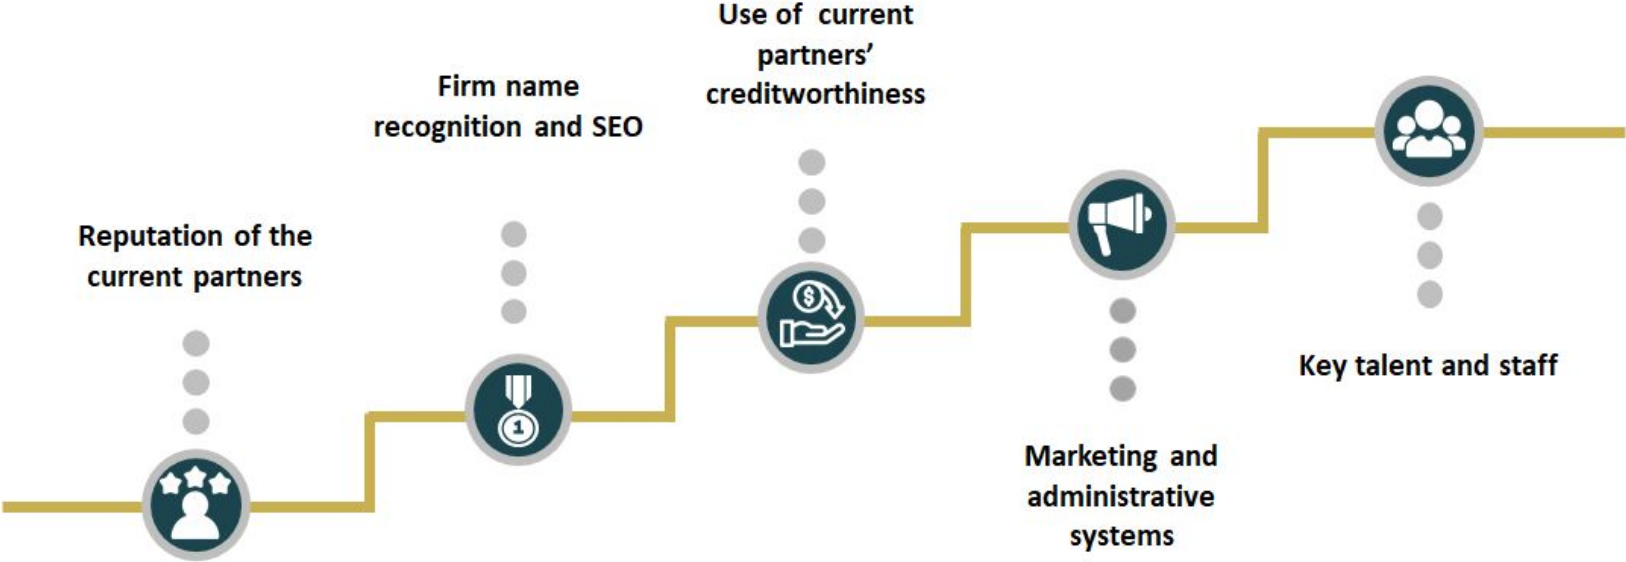 Reputation of the
current partners
Firm name
recognition and SEO
Use of current
partners’
creditworthiness
Marketing and
administrative
systems
Key talent and staff
$
1